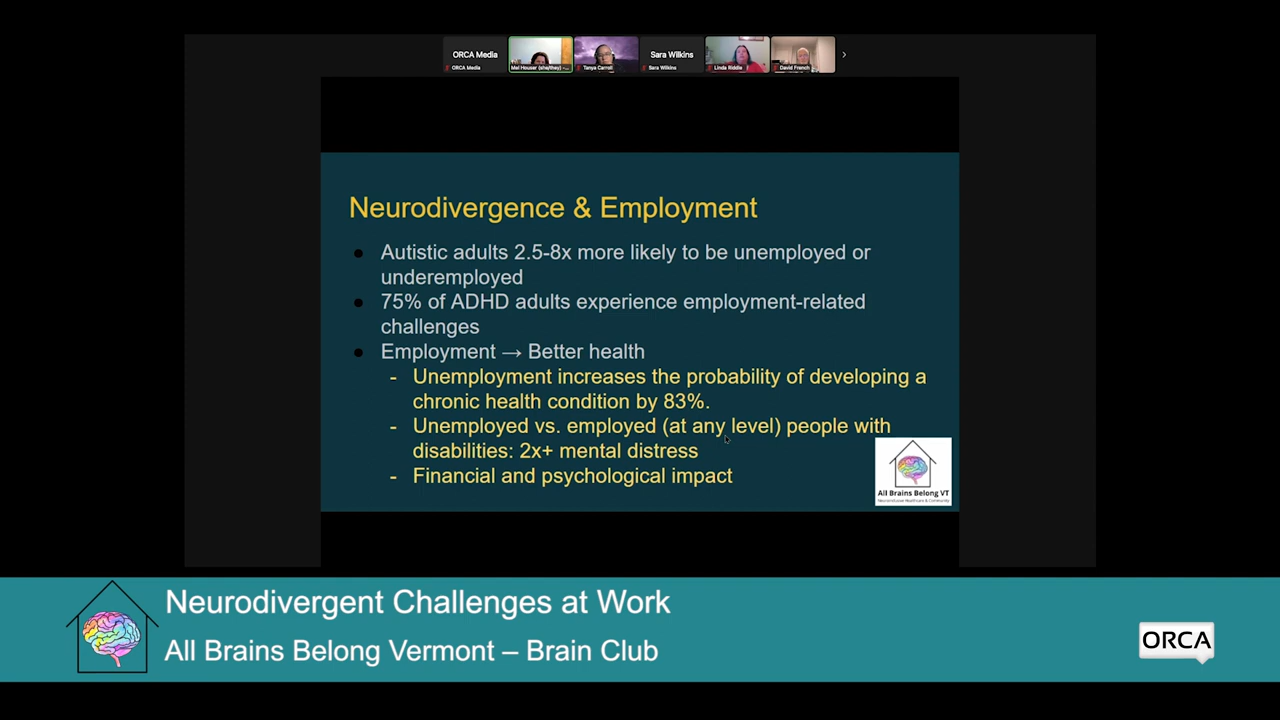 ORCA Media
Sara Wilkins
ORCA Media
Mel Houser (she/they) -...
Tanya Carroll
Sara Wilkins
Linda Riddle
David French
Neurodivergence & Employment
Autistic adults 2.5-8x more likely to be unemployed or
underemployed
75% of ADHD adults experience employment-related
challenges
Employment → Better health
- Unemployment increases the probability of developing a
chronic health condition by 83%.
- Unemployed vs. employed (at any level) people with
disabilities: 2x+ mental distress
- Financial and psychological impact
All Brains Belong VT
Neuroinclusive Healthcare & Community
Neurodivergent Challenges at Work
All Brains Belong Vermont – Brain Club
ORCA